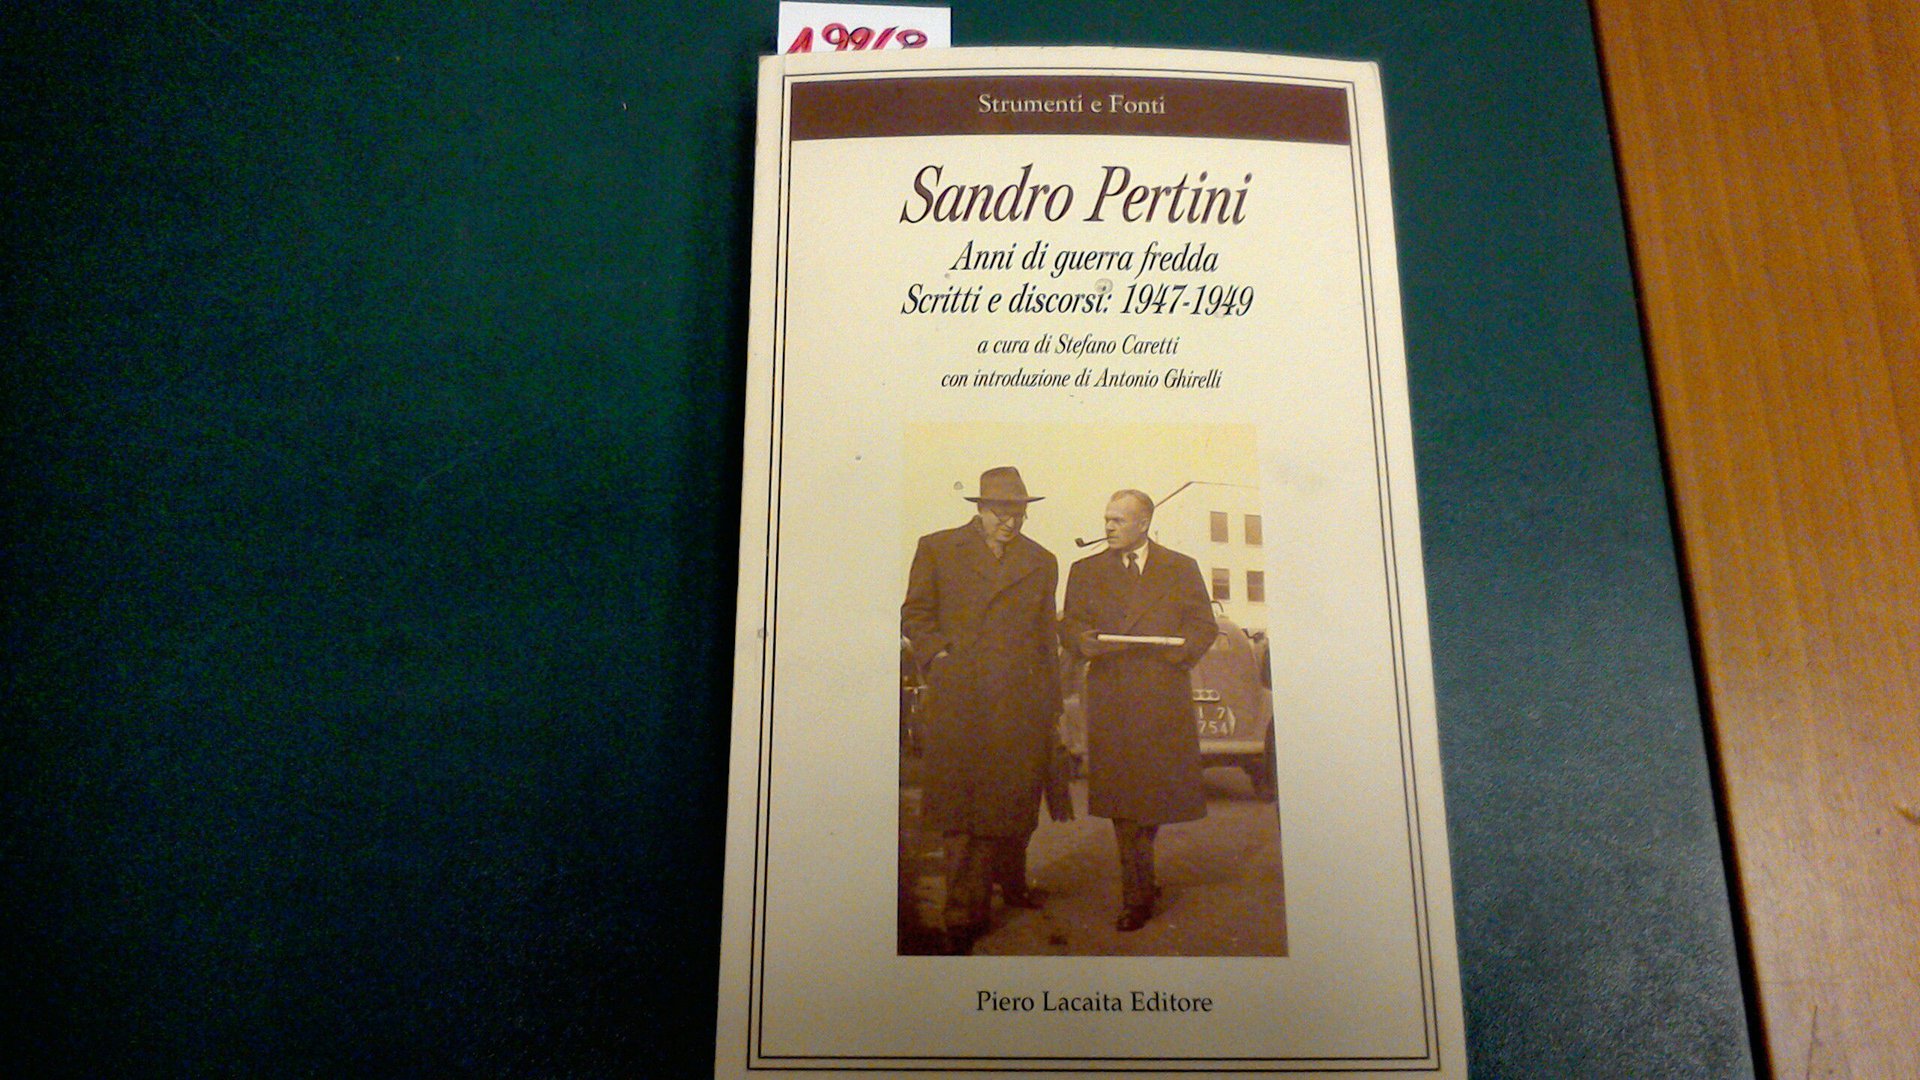 Strumenti e Fonti
Sandro Pertini
Anni di guerra fredda
Scritti e discorsi: 1947-1949
a cura di Stefano Caretti
con introduzione di Antonio Ghirelli
754
Piero Lacaita Editore